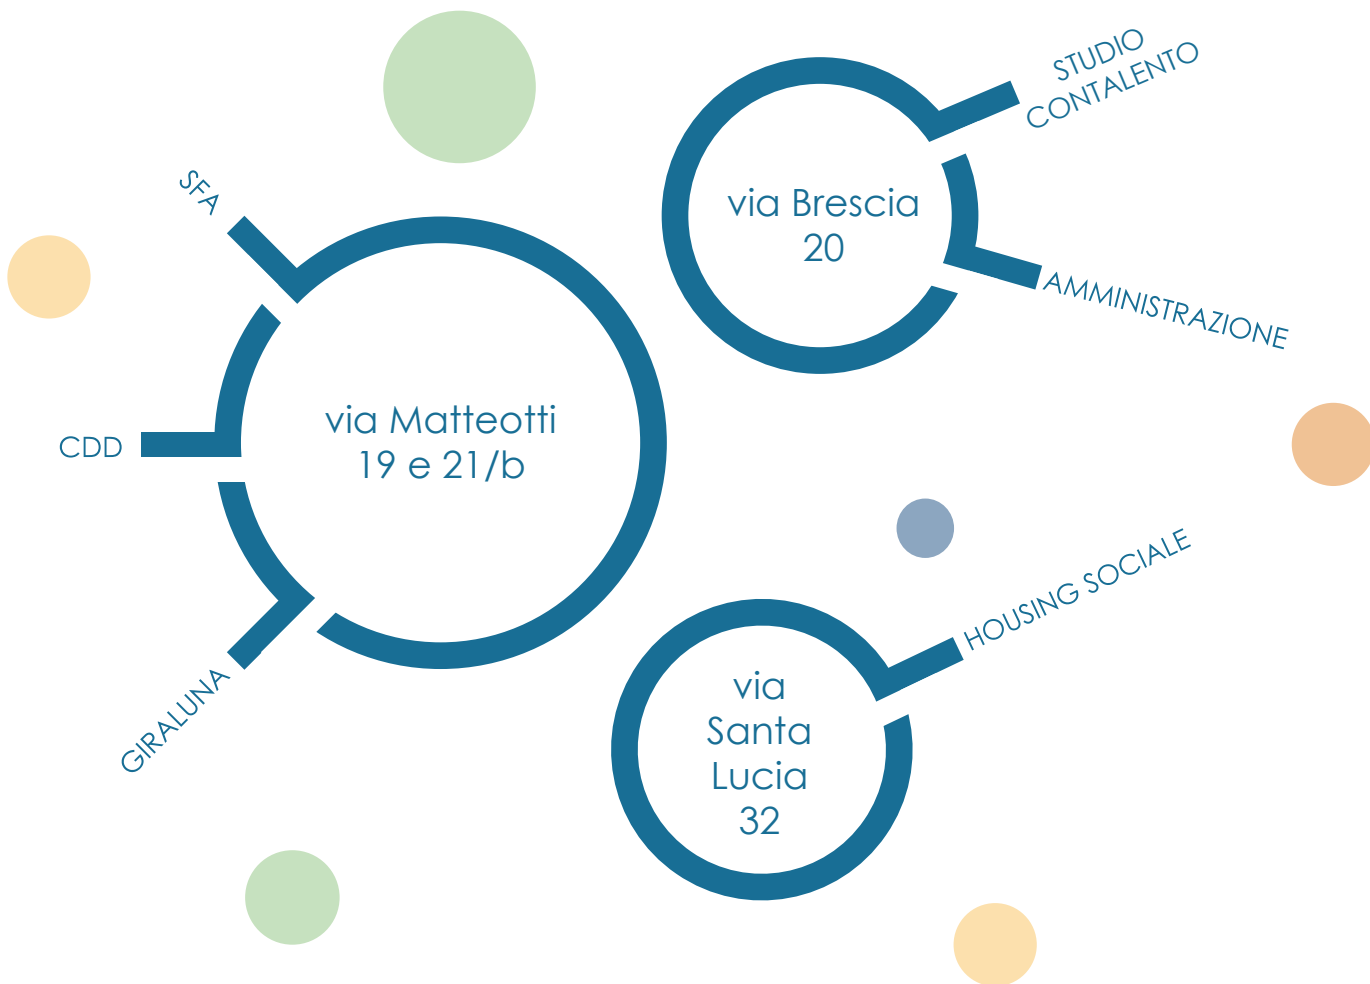 SFA
CDD
GIRALUNA
via Matteotti
19 e 21/b
STUDIO
CONTALENTO
via Brescia
20
AMMINISTRAZIONE
HOUSING SOCIALE
via
Santa
Lucia
32